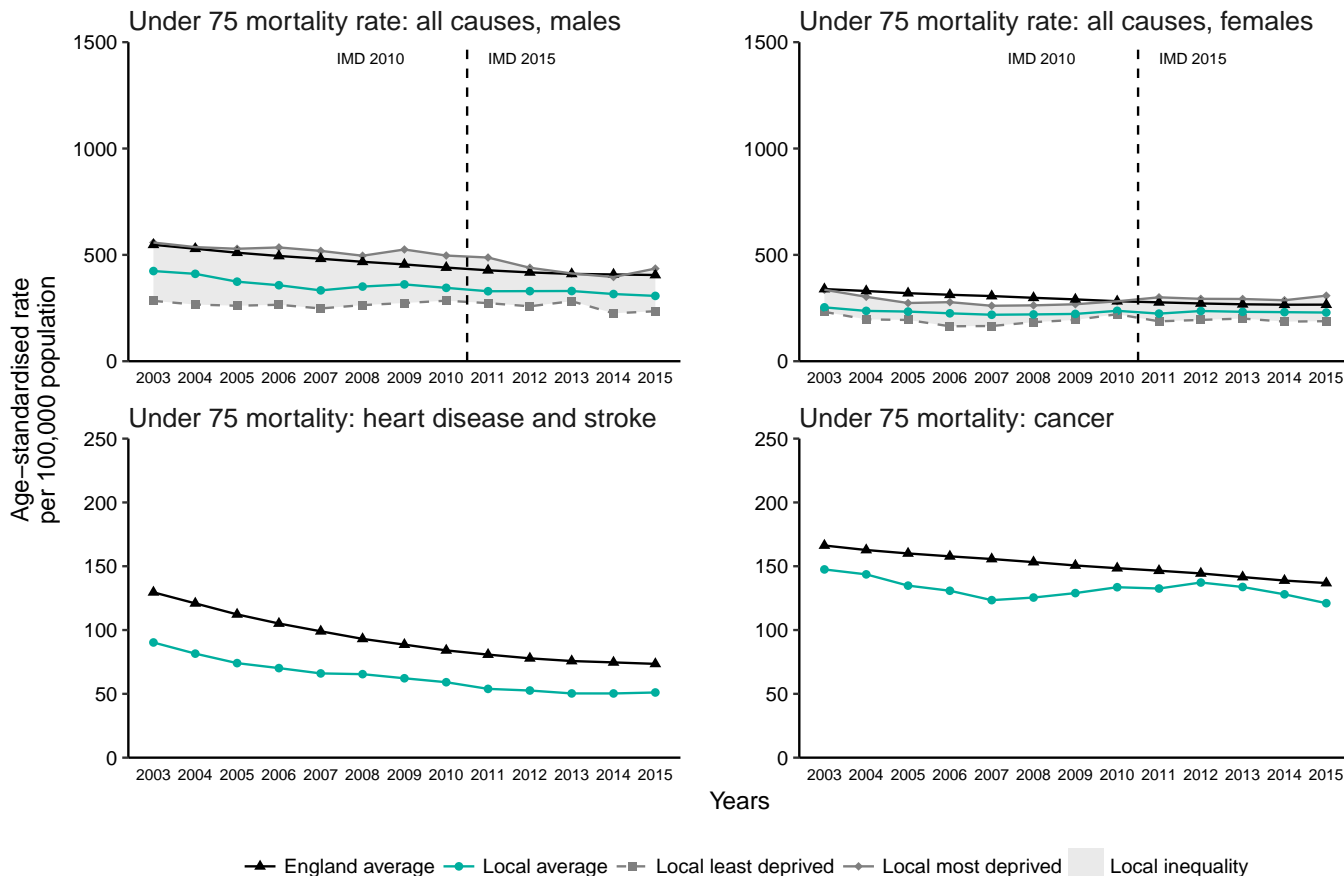 Under 75 mortality rate: all causes, males
Under 75 mortality rate: all causes, females
1500
1000
500
0
IMD 2010
IMD 2015
2003 2004 2005 2006 2007 2008 2009 2010 2011 2012 2013 2014 2015
1500
1000
500
0
IMD 2010
IMD 2015
2003 2004 2005 2006 2007 2008 2009 2010 2011 2012 2013 2014 2015
Age−standardised rate
per 100,000 population
Under 75 mortality: heart disease and stroke
250
200
150
100
50
0
2003 2004 2005 2006 2007 2008 2009 2010 2011 2012 2013 2014 2015
Under 75 mortality: cancer
250
200
150
100
50
0
2003 2004 2005 2006 2007 2008 2009 2010 2011 2012 2013 2014 2015
Years
England average Local average Local least deprived Local most deprived Local inequality